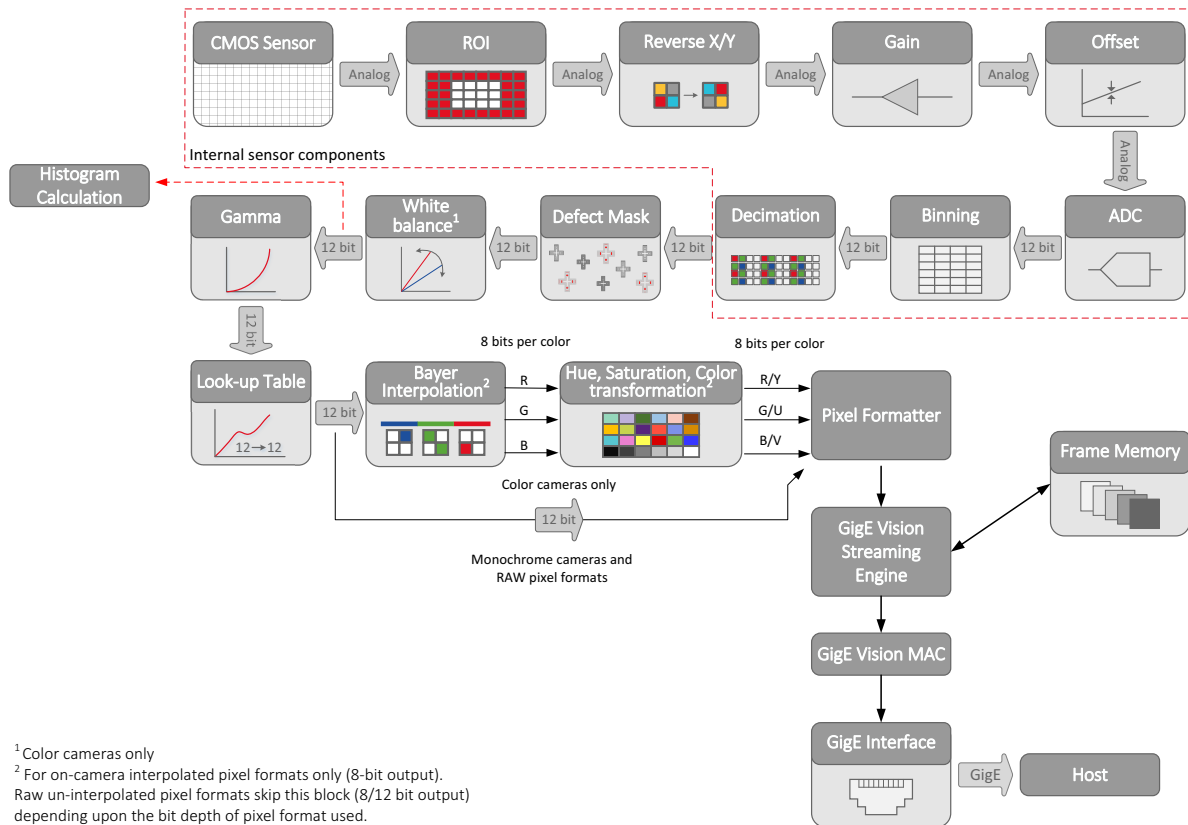 CMOS Sensor
Analog
ROI
Analog
Reverse X/Y
Analog
Gain
Analog
Offset
Internal sensor components
Analog
Histogram
Calculation
Gamma
12 bit
White
balance1
12 bit
Defect Mask
12 bit
Decimation
12 bit
Binning
12 bit
ADC
12 bit
8 bits per color
8 bits per color
Look-up Table
12→12
12 bit
Bayer
Interpolation2
R
G
B
Hue, Saturation, Color
transformation2
R/Y
G/U
B/V
Pixel Formatter
Color cameras only
12 bit
Monochrome cameras and
RAW pixel formats
Frame Memory
GigE Vision
Streaming
Engine
GigE Vision MAC
GigE Interface
GigE
Host
1 Color cameras only
2 For on-camera interpolated pixel formats only (8-bit output).
Raw un-interpolated pixel formats skip this block (8/12 bit output)
depending upon the bit depth of pixel format used.